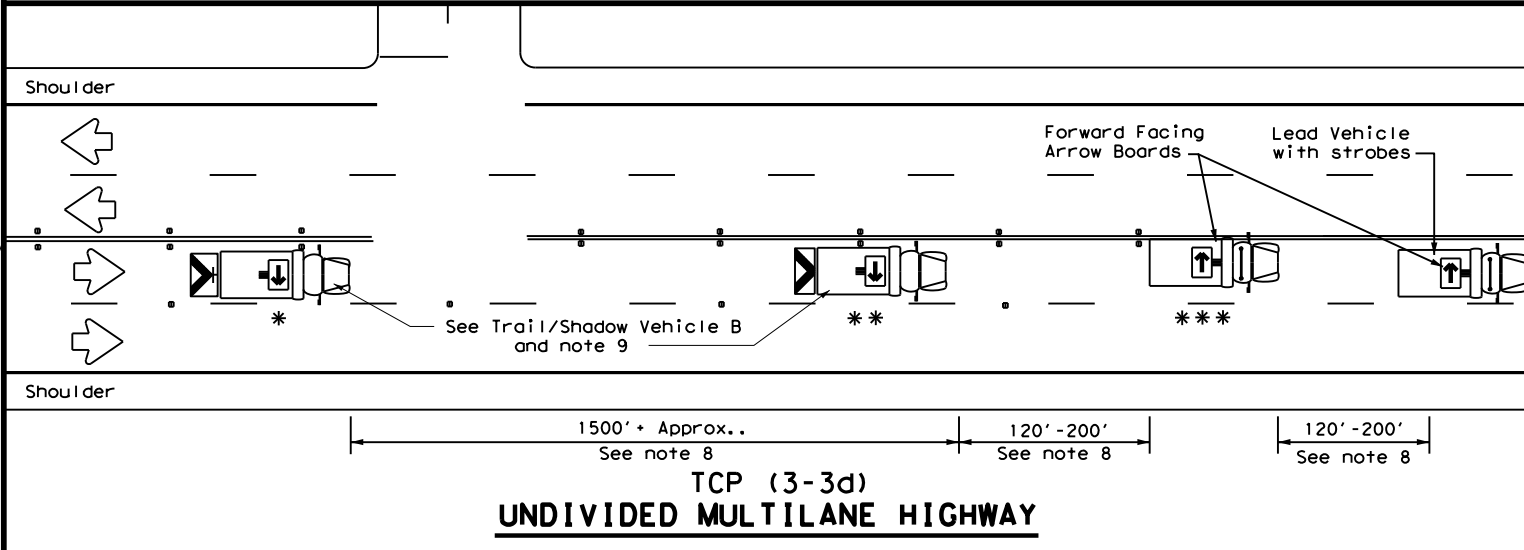 Shoulder
Forward Facing
Arrow Boards
Lead Vehicle
with strobes
*
**
***
See Trail/Shadow Vehicle B
and note 9
Shoulder
1500'+ Approx..
See note 8
120'-200'
See note 8
120'-200'
See note 8
TCP (3-3d)
UNDIVIDED MULTILANE HIGHWAY